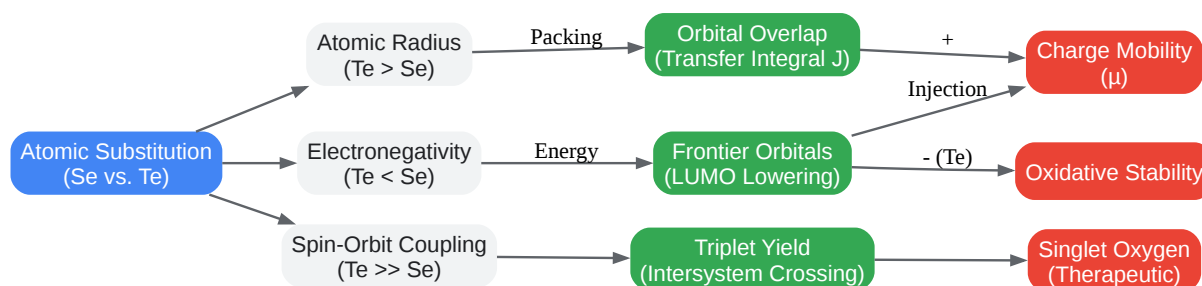 Atomic Radius
(Te > Se)
Packing
Orbital Overlap
(Transfer Integral J)
+
Charge Mobility
(µ)
Injection
Atomic Substitution
(Se vs. Te)
Electronegativity
(Te < Se)
Energy
Frontier Orbitals
(LUMO Lowering)
- (Te)
Oxidative Stability
Spin-Orbit Coupling
(Te >> Se)
Triplet Yield
(Intersystem Crossing)
Singlet Oxygen
(Therapeutic)